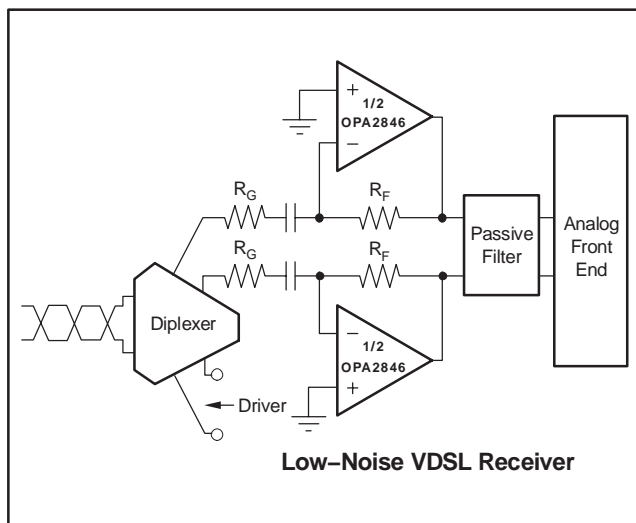 +
1/2
OPA2846
−
R_G
R_F
R_G
R_F
Passive
Filter
Analog
Front
End
Diplexer
−
1/2
OPA2846
+
Driver
Low−Noise VDSL Receiver